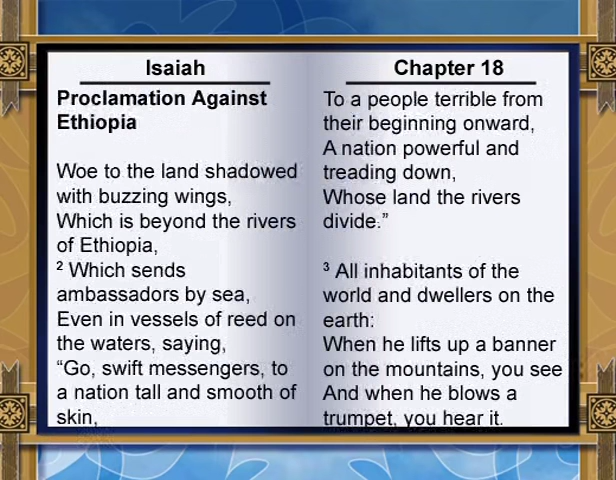 Isaiah
Proclamation Against
Ethiopia
Woe to the land shadowed
with buzzing wings,
Which is beyond the rivers
of Ethiopia,
² Which sends
ambassadors by sea,
Even in vessels of reed on
the waters, saying,
“Go, swift messengers, to
a nation tall and smooth of
skin,
Chapter 18
To a people terrible from
their beginning onward,
A nation powerful and
treading down,
Whose land the rivers
divide.”
³ All inhabitants of the
world and dwellers on the
earth:
When he lifts up a banner
on the mountains, you see
And when he blows a
trumpet, you hear it.